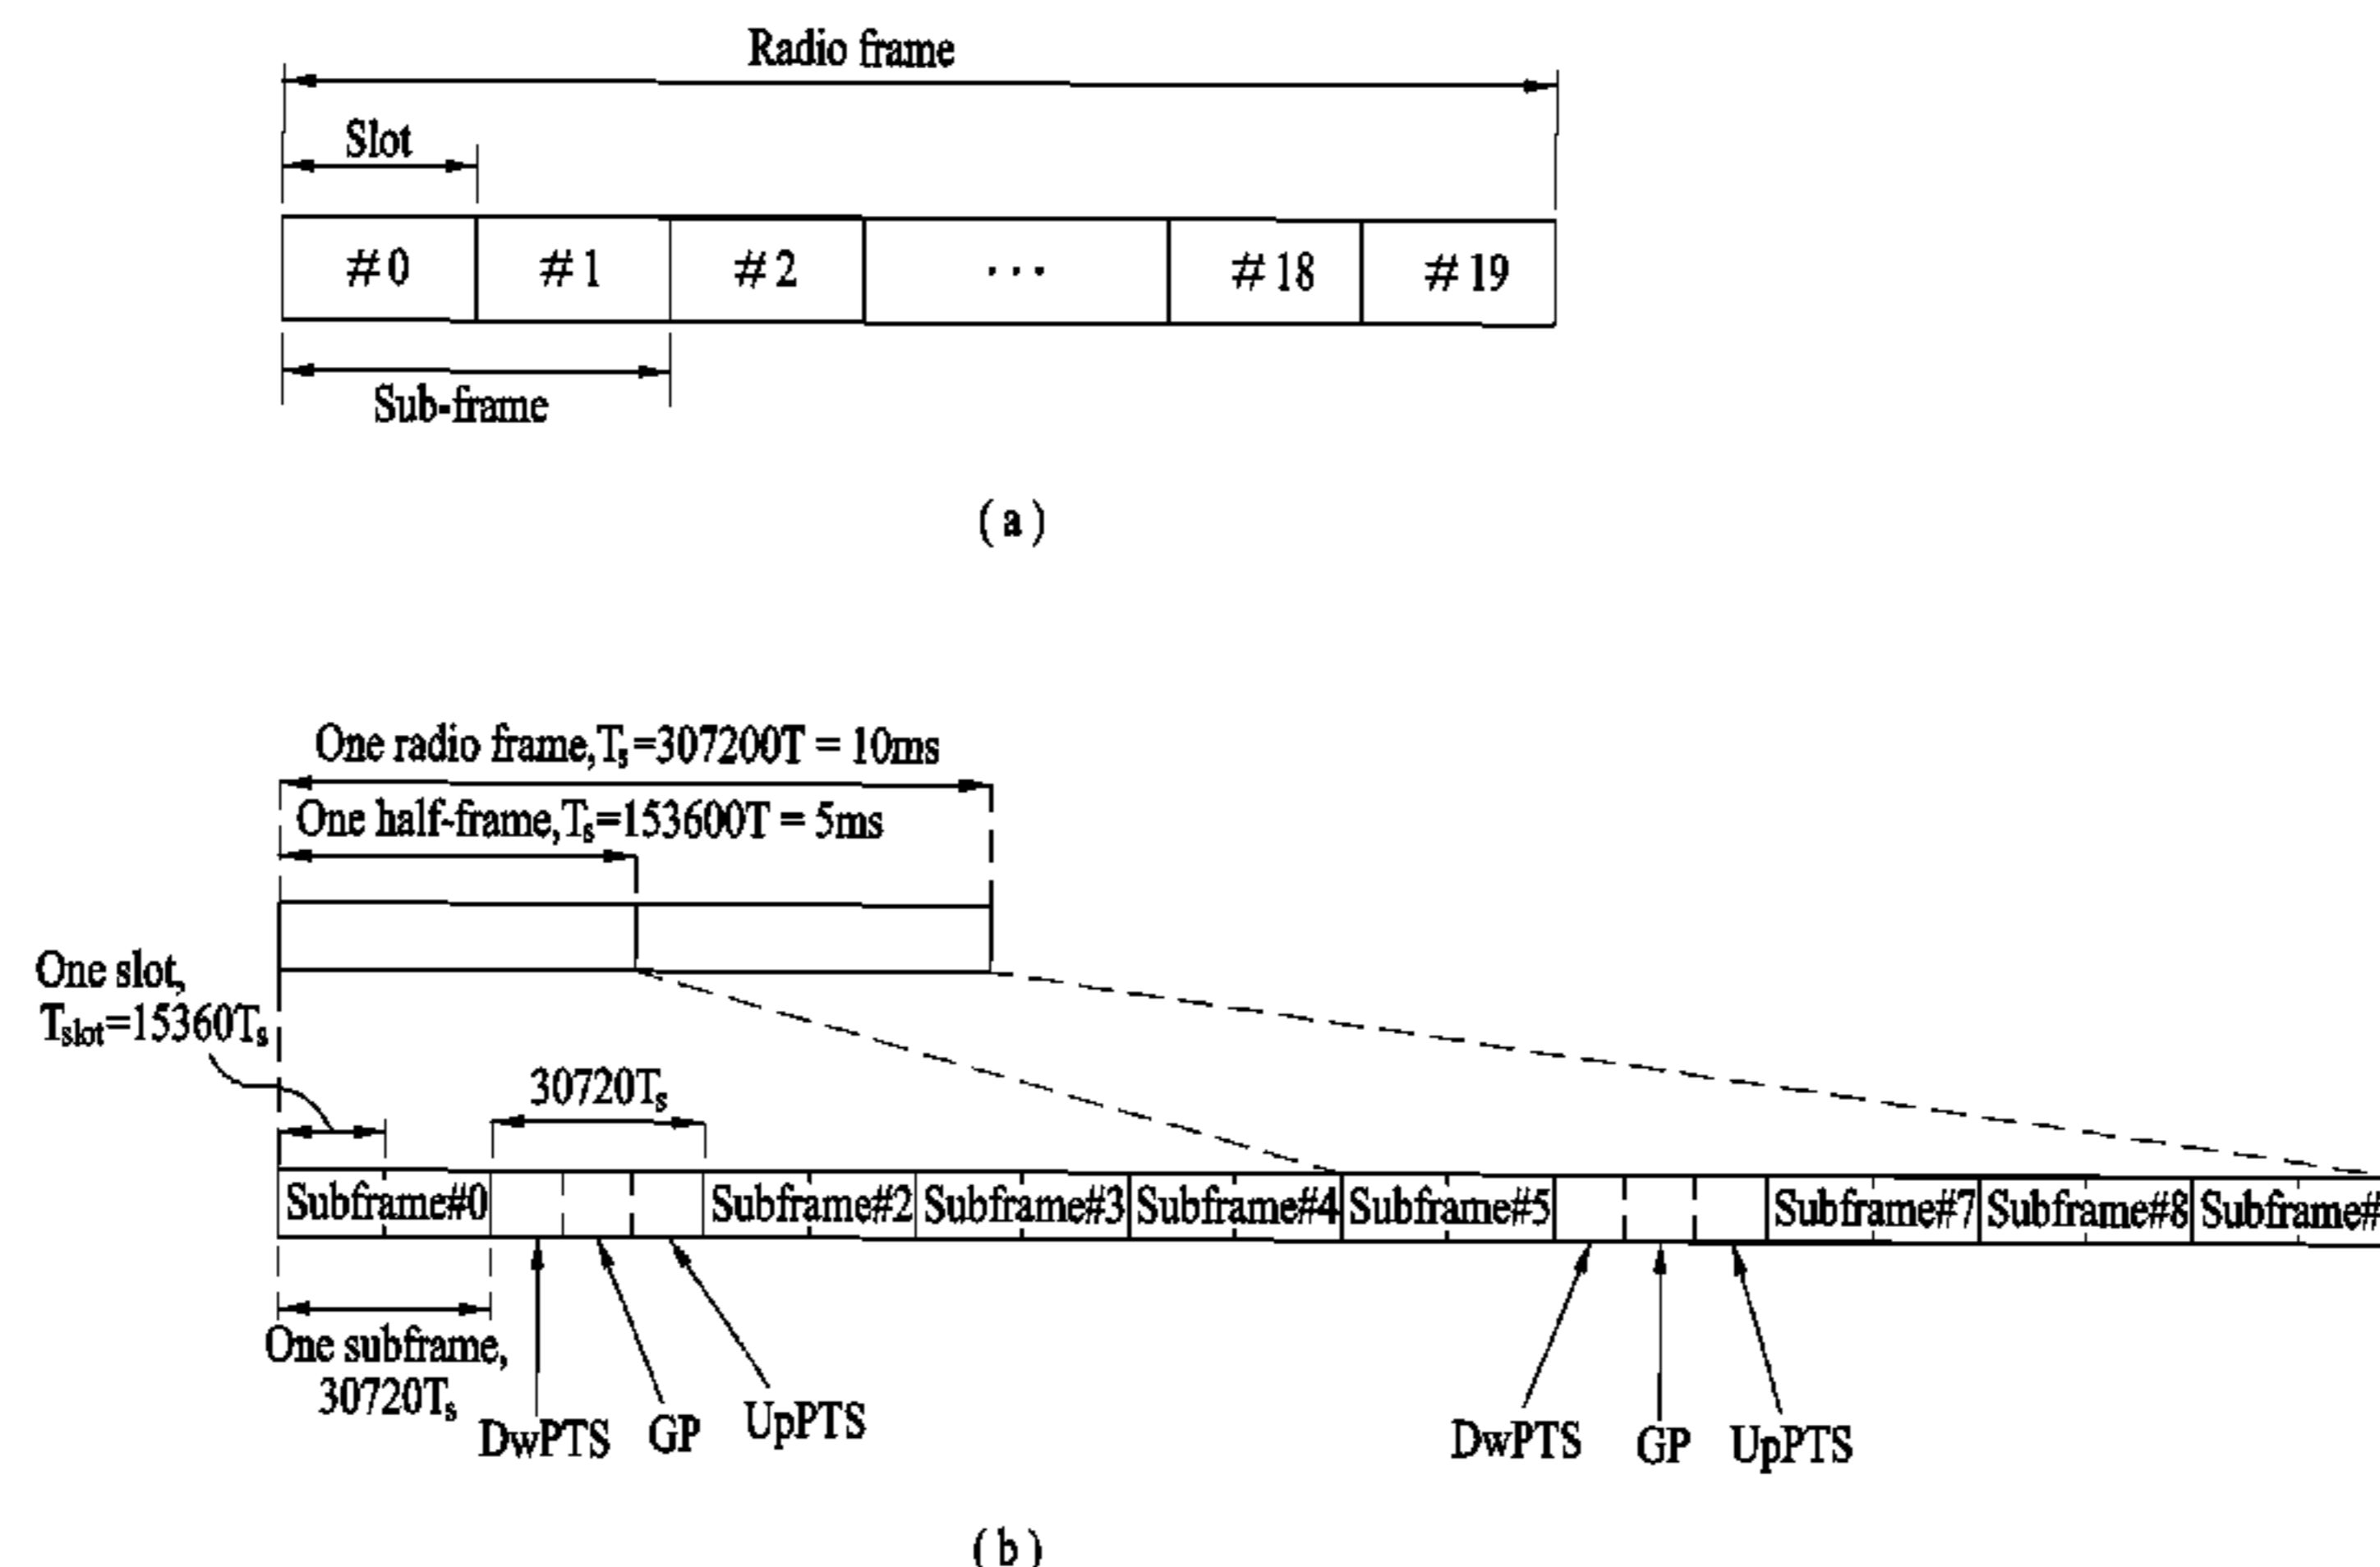 Radio frame
Slot
#0 #1 #2 ... #18 #19
Sub-frame
(a)
One radio frame,Ts=307200T = 10ms
One half-frame,Ts=153600T = 5ms
One slot,
Tslot=15360Ts
30720Ts
Subframe#0 Subframe#2 Subframe#3 Subframe#4 Subframe#5 Subframe#7 Subframe#8 Subframe#
One subframe,
30720Ts
DwPTS GP UpPTS DwPTS GP UpPTS
(b)